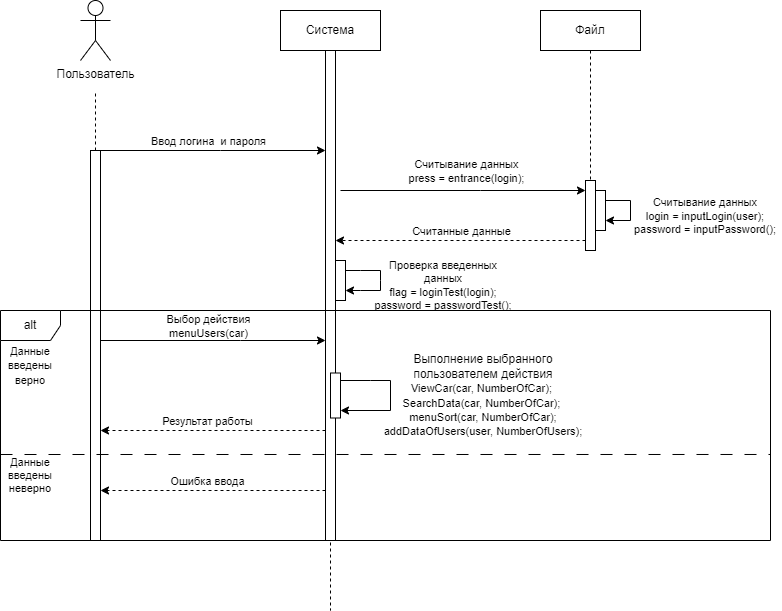 Пользователь
Система
Файл
Ввод логина и пароля
Считывание данных
press = entrance(login);
Считывание данных
login = inputLogin(user);
password = inputPassword();
Считанные данные
Проверка введенных
данных
flag = loginTest(login);
password = passwordTest();
alt
Данные
введены
верно
Выбор действия
menuUsers(car)
Выполнение выбранного
пользователем действия
ViewCar(car, NumberOfCar);
SearchData(car, NumberOfCar);
menuSort(car, NumberOfCar);
addDataOfUsers(user, NumberOfUsers);
Результат работы
Данные
введены
неверно
Ошибка ввода